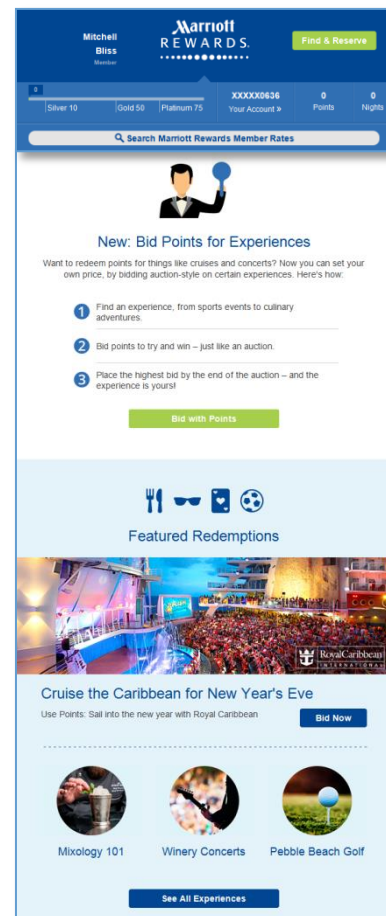 Mitchell
Bliss
Member
Marriott
REWARDS.
Find & Reserve
0
Silver 10
Gold 50
Platinum 75
XXXXX0636
Your Account »
0
Points
0
Nights
Search Marriott Rewards Member Rates
New: Bid Points for Experiences
Want to redeem points for things like cruises and concerts? Now you can set your
own price, by bidding auction-style on certain experiences. Here's how:
1 Find an experience, from sports events to culinary
adventures.
2 Bid points to try and win – just like an auction.
3 Place the highest bid by the end of the auction – and the
experience is yours!
Bid with Points
Featured Redemptions
RoyalCaribbean
INTERNATIONAL
Cruise the Caribbean for New Year's Eve
Use Points: Sail into the new year with Royal Caribbean
Bid Now
Mixology 101
Winery Concerts
Pebble Beach Golf
See All Experiences